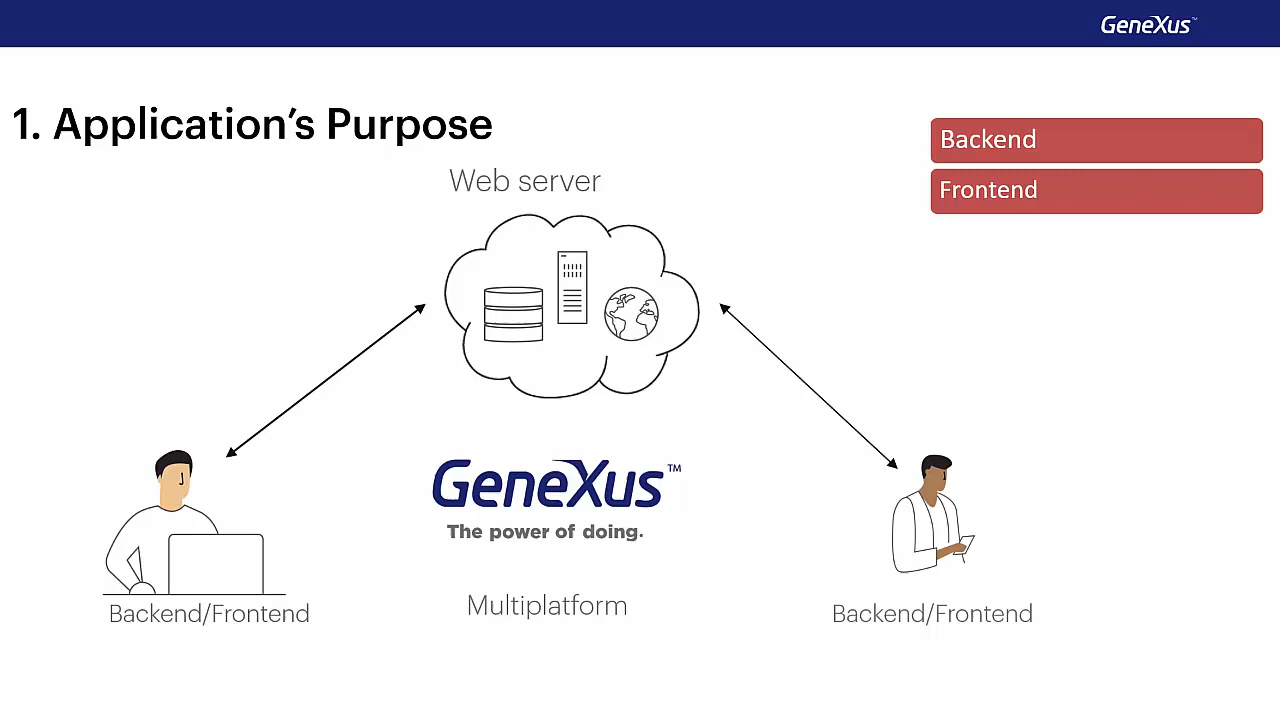 GeneXus™
1. Application’s Purpose
Backend
Frontend
Web server
GeneXus™
The power of doing.
Multiplatform
Backend/Frontend
Backend/Frontend